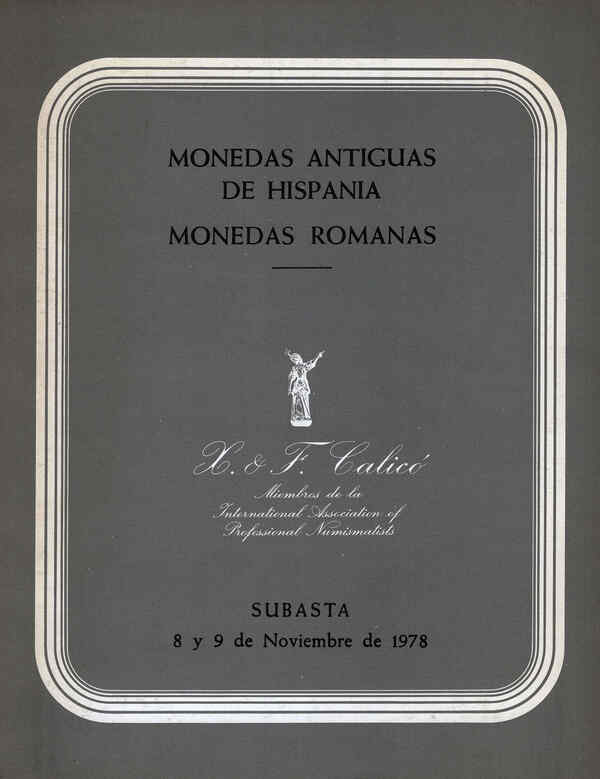 MONEDAS ANTIGUAS
DE HISPANIA
MONEDAS ROMANAS
X. & F. Calicó
Miembros de la
International Association of
Professional Numismatists
SUBASTA
8 y 9 de Noviembre de 1978